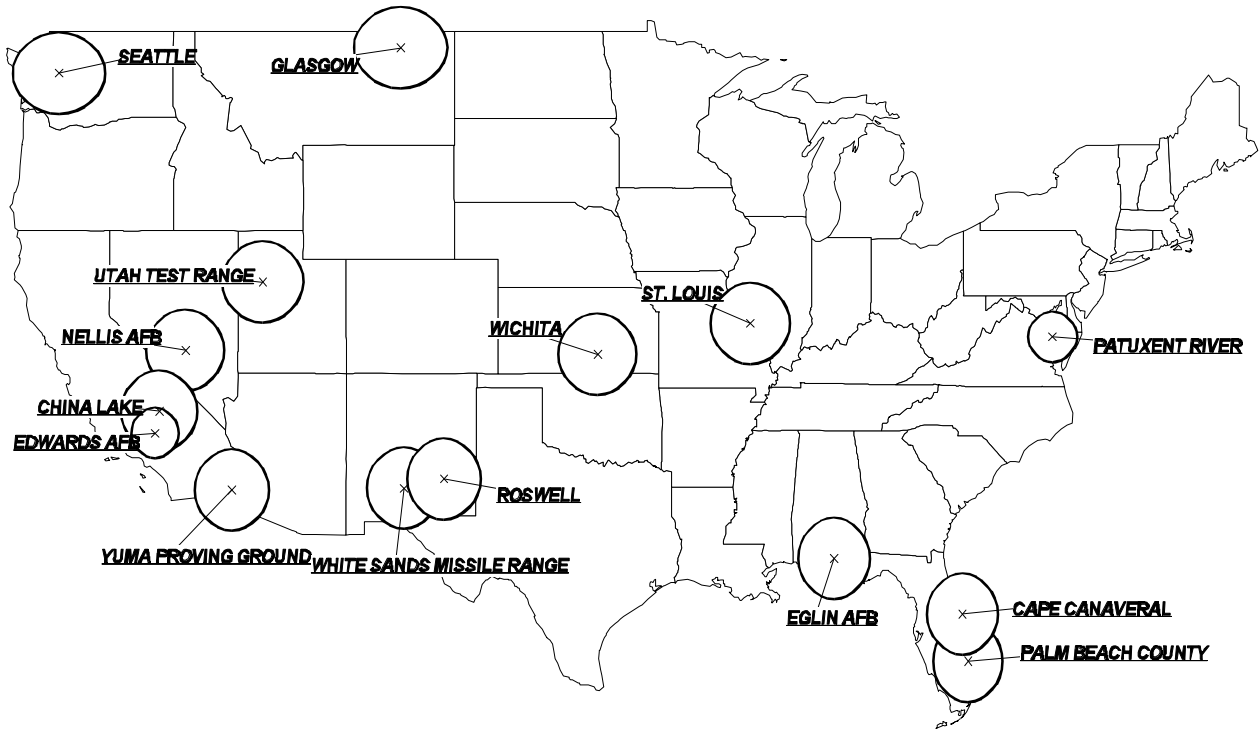 SEATTLE
GLASGOW
UTAH TEST RANGE
ST. LOUIS
NELLIS AFB
WICHITA
PATUXENT RIVER
CHINA LAKE
EDWARDS AFB
ROSWELL
YUMA PROVING GROUND
WHITE SANDS MISSILE RANGE
EGLIN AFB
CAPE CANAVERAL
PALM BEACH COUNTY